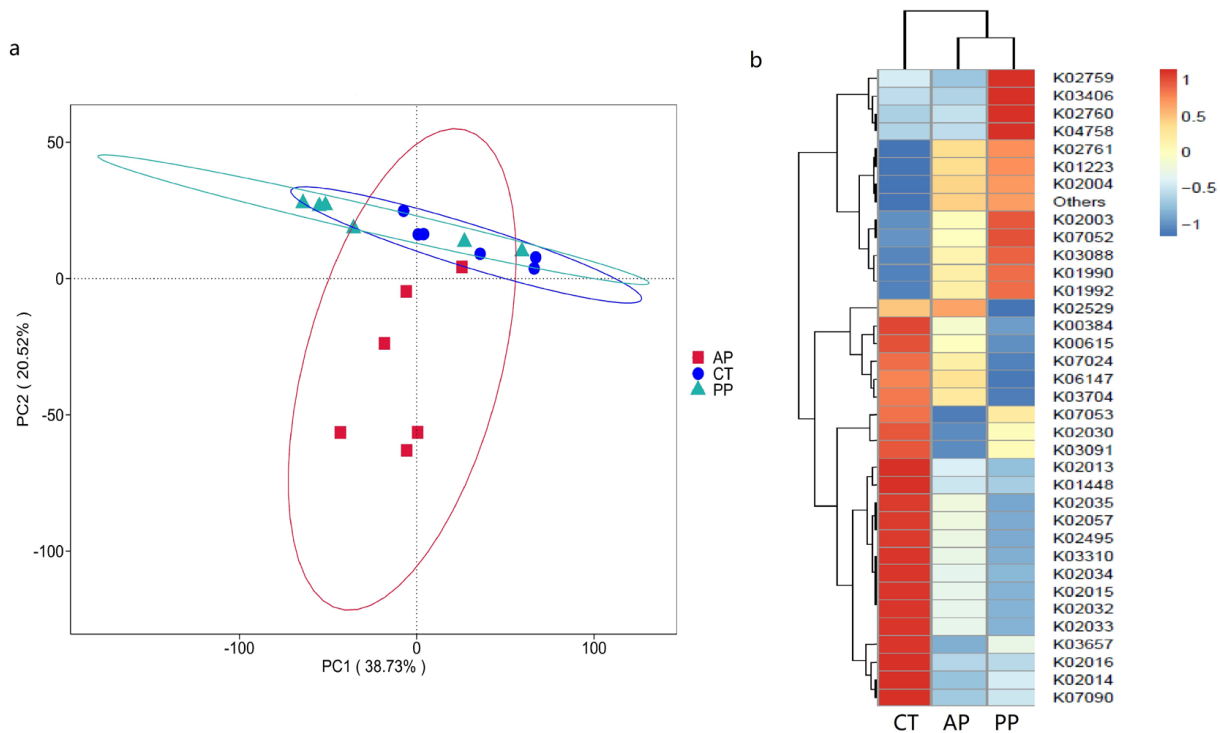 a
50
0
-50
-100
PC2 ( 20.52%)
-100
0
100
PC1 ( 38.73%)
AP
CT
PP
b
K02759
K03406
K02760
K04758
K02761
K01223
K02004
Others
K02003
K07052
K03088
K01990
K01992
K02529
K00384
K00615
K07024
K06147
K03704
K07053
K02030
K03091
K02013
K01448
K02035
K02057
K02495
K03310
K02034
K02015
K02032
K02033
K03657
K02016
K02014
K07090
CT AP PP
1
0.5
0
−0.5
−1